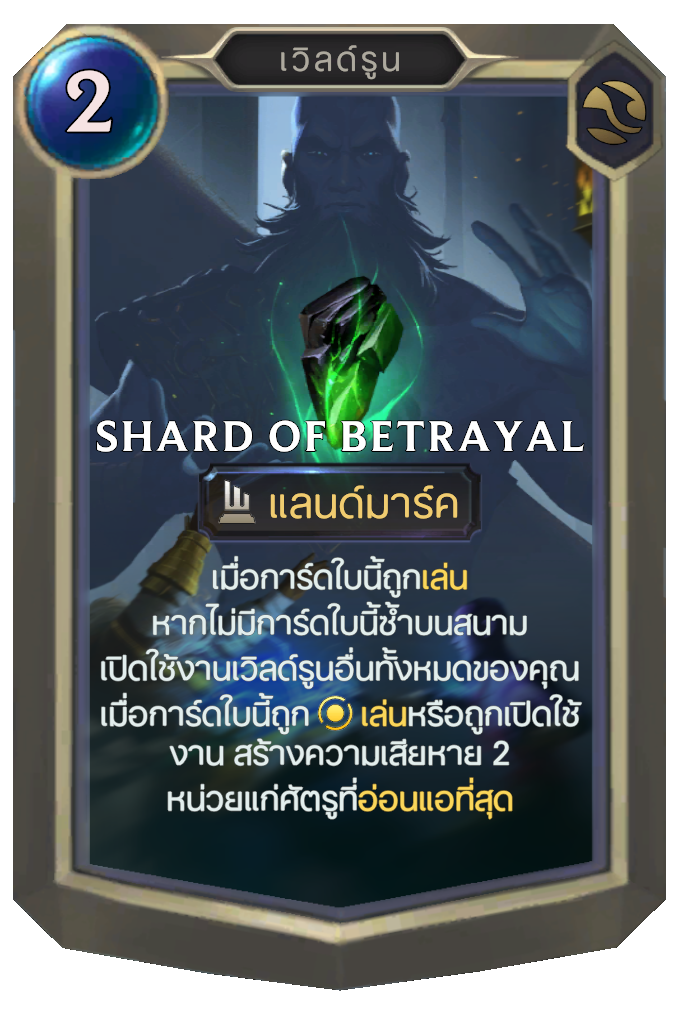 เวิลด์รูน
2
SHARD OF BETRAYAL
แลนด์มาร์ค
เมื่อการ์ดใบนี้ถูกเล่น
หากไม่มีการ์ดใบนี้ซ้ำบนสนาม
เปิดใช้งานเวิลด์รูนอื่นทั้งหมดของคุณ
เมื่อการ์ดใบนี้ถูก เล่นหรือถูกเปิดใช้
งาน สร้างความเสียหาย 2
หน่วยแก่ศัตรูที่อ่อนแอที่สุด